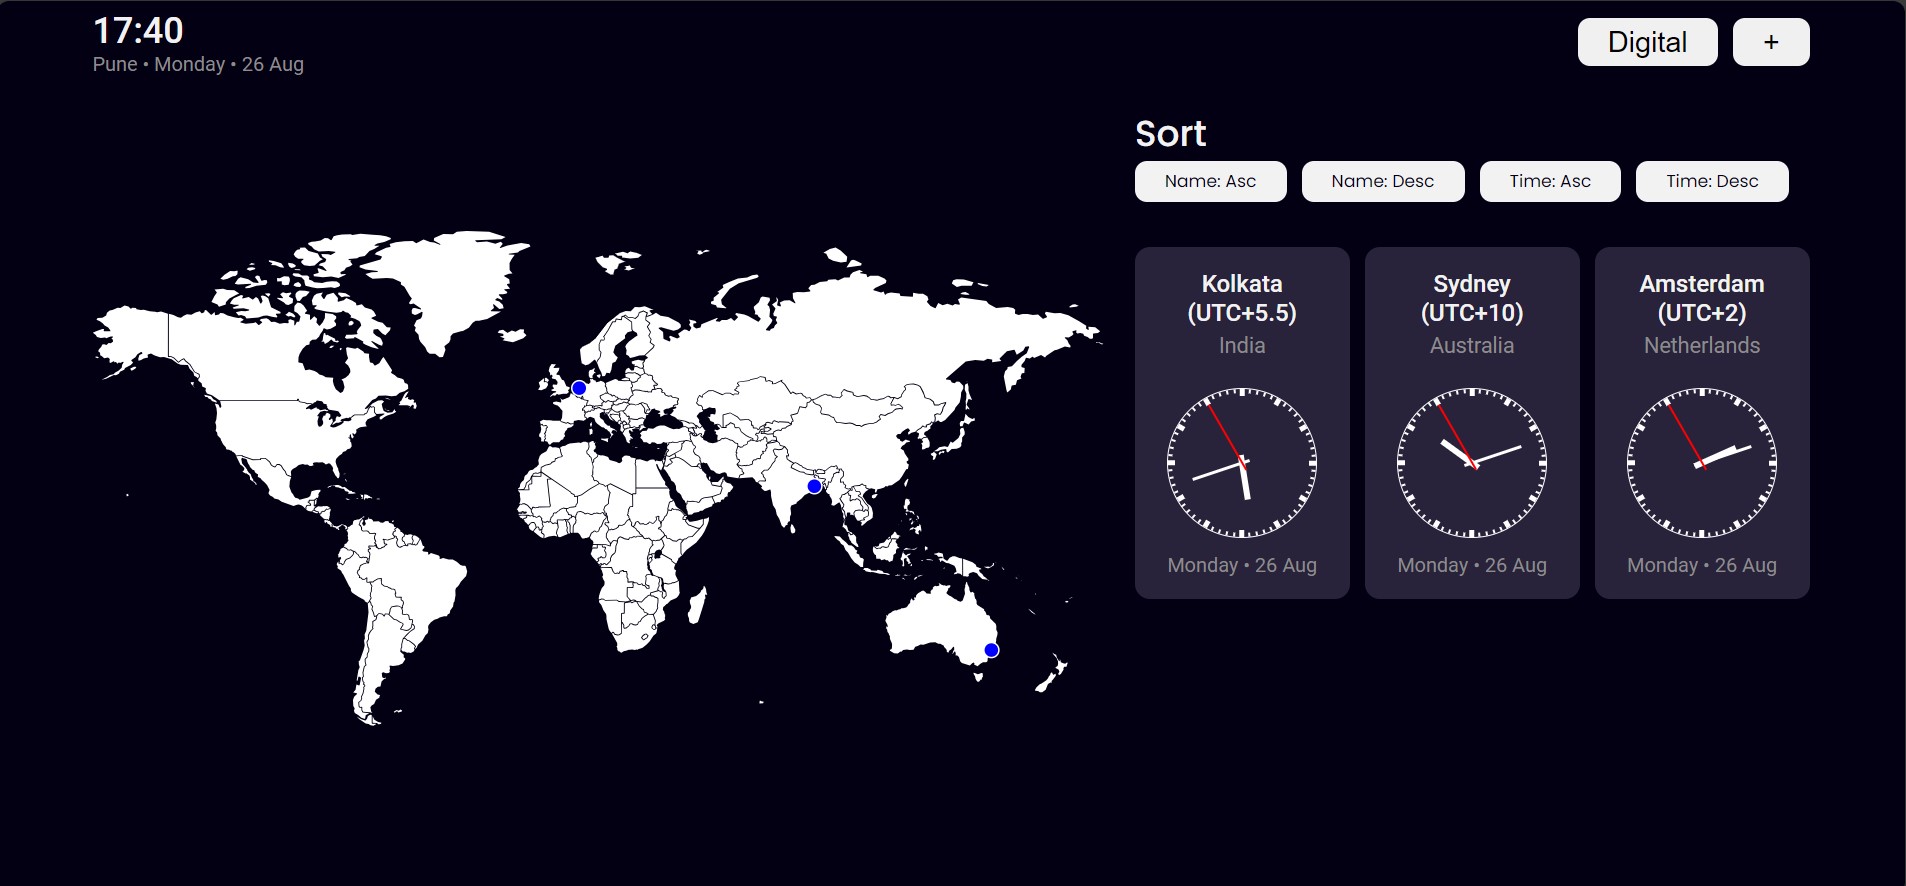 17:40
Pune • Monday • 26 Aug
Digital
+
Sort
Name: Asc
Name: Desc
Time: Asc
Time: Desc
Kolkata
(UTC+5.5)
India
Monday • 26 Aug
Sydney
(UTC+10)
Australia
Monday • 26 Aug
Amsterdam
(UTC+2)
Netherlands
Monday • 26 Aug